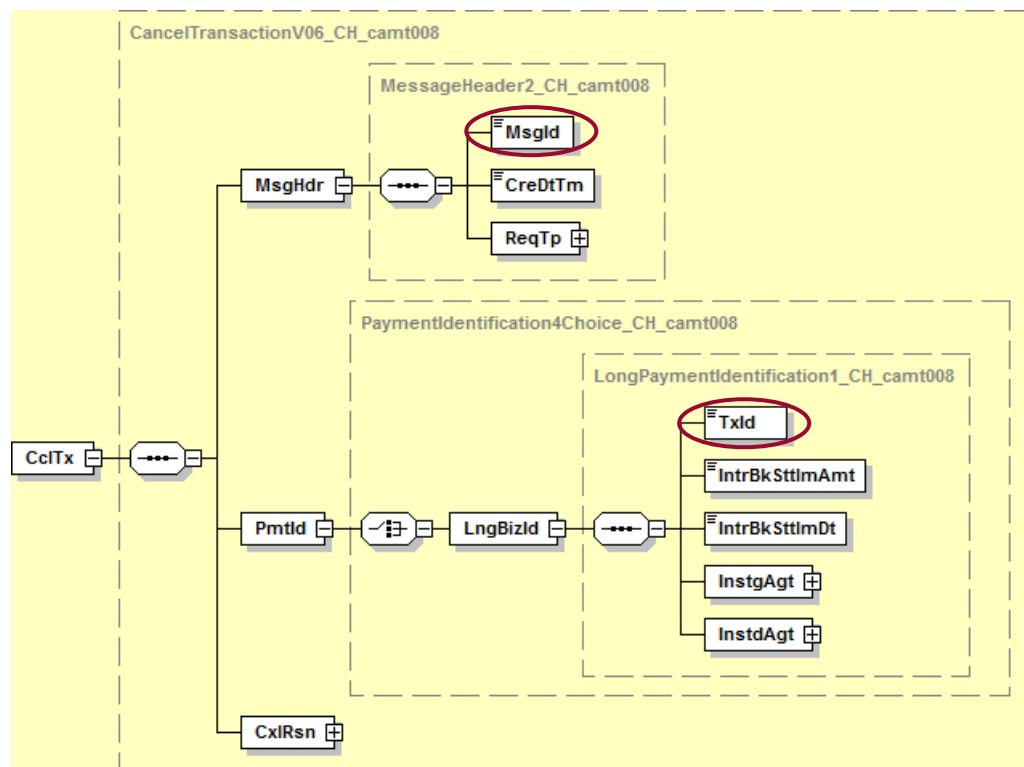 CancelTransactionV06_CH_camt008
MessageHeader2_CH_camt008
MsgId
MsgHdr
CreDtTm
ReqTp
PaymentIdentification4Choice_CH_camt008
LongPaymentIdentification1_CH_camt008
TxId
CclTx
IntrBkSttlmAmt
PmtId
LngBizId
IntrBkSttlmDt
InstgAgt
InstdAgt
CxlRsn